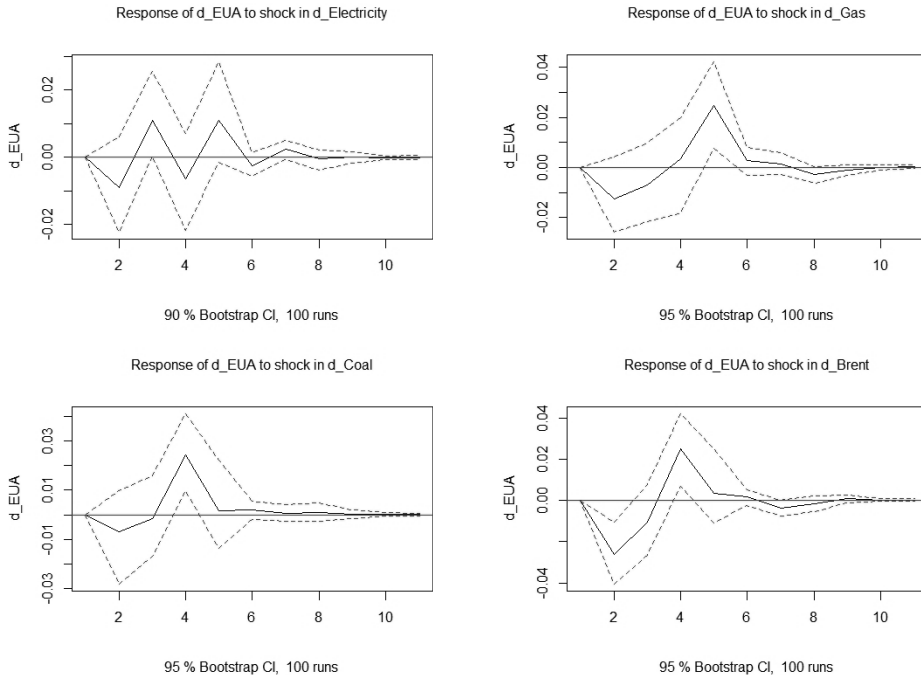 Response of d_EUA to shock in d_Electricity
d_EUA
0.02
0.00
-0.02
2 4 6 8 10
90 % Bootstrap CI, 100 runs
Response of d_EUA to shock in d_Gas
d_EUA
0.04
0.02
0.00
-0.02
2 4 6 8 10
95 % Bootstrap CI, 100 runs
Response of d_EUA to shock in d_Coal
d_EUA
0.03
0.01
-0.01
-0.03
2 4 6 8 10
95 % Bootstrap CI, 100 runs
Response of d_EUA to shock in d_Brent
d_EUA
0.04
0.02
0.00
-0.04
2 4 6 8 10
95 % Bootstrap CI, 100 runs